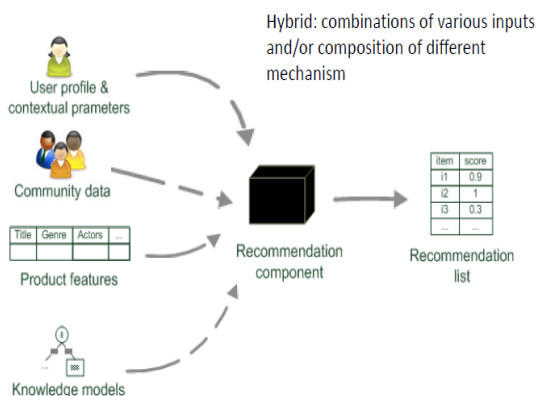 Hybrid: combinations of various inputs
and/or composition of different
mechanism
User profile &
contextual prameters
Community data
Title Genre Actors ...
Product features
Knowledge models
Recommendation
component
item score
i1 0.9
i2 1
i3 0.3
... ...
Recommendation
list